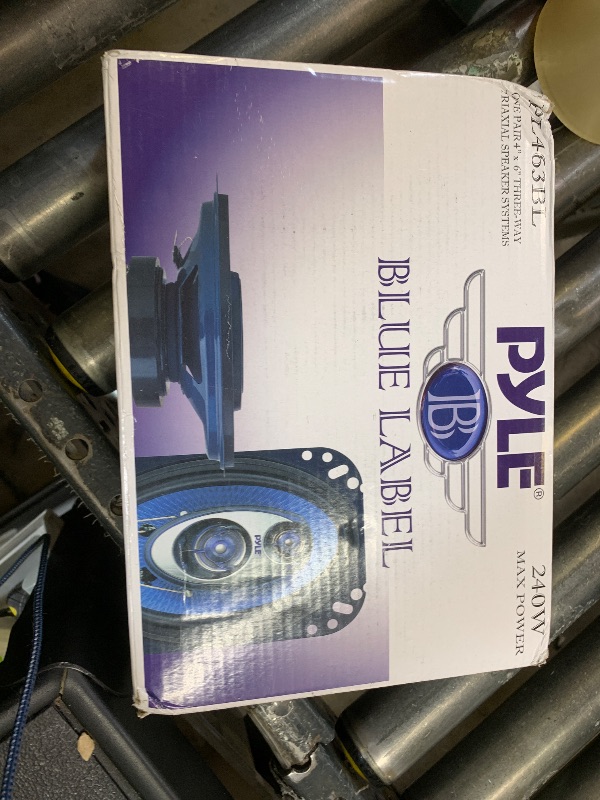 PL463BL
ONE PAIR 4" x 6" THREE-WAY
TRIAXIAL SPEAKER SYSTEMS
PYLE®
240W
MAX POWER
B
BLUE LABEL
PYLE